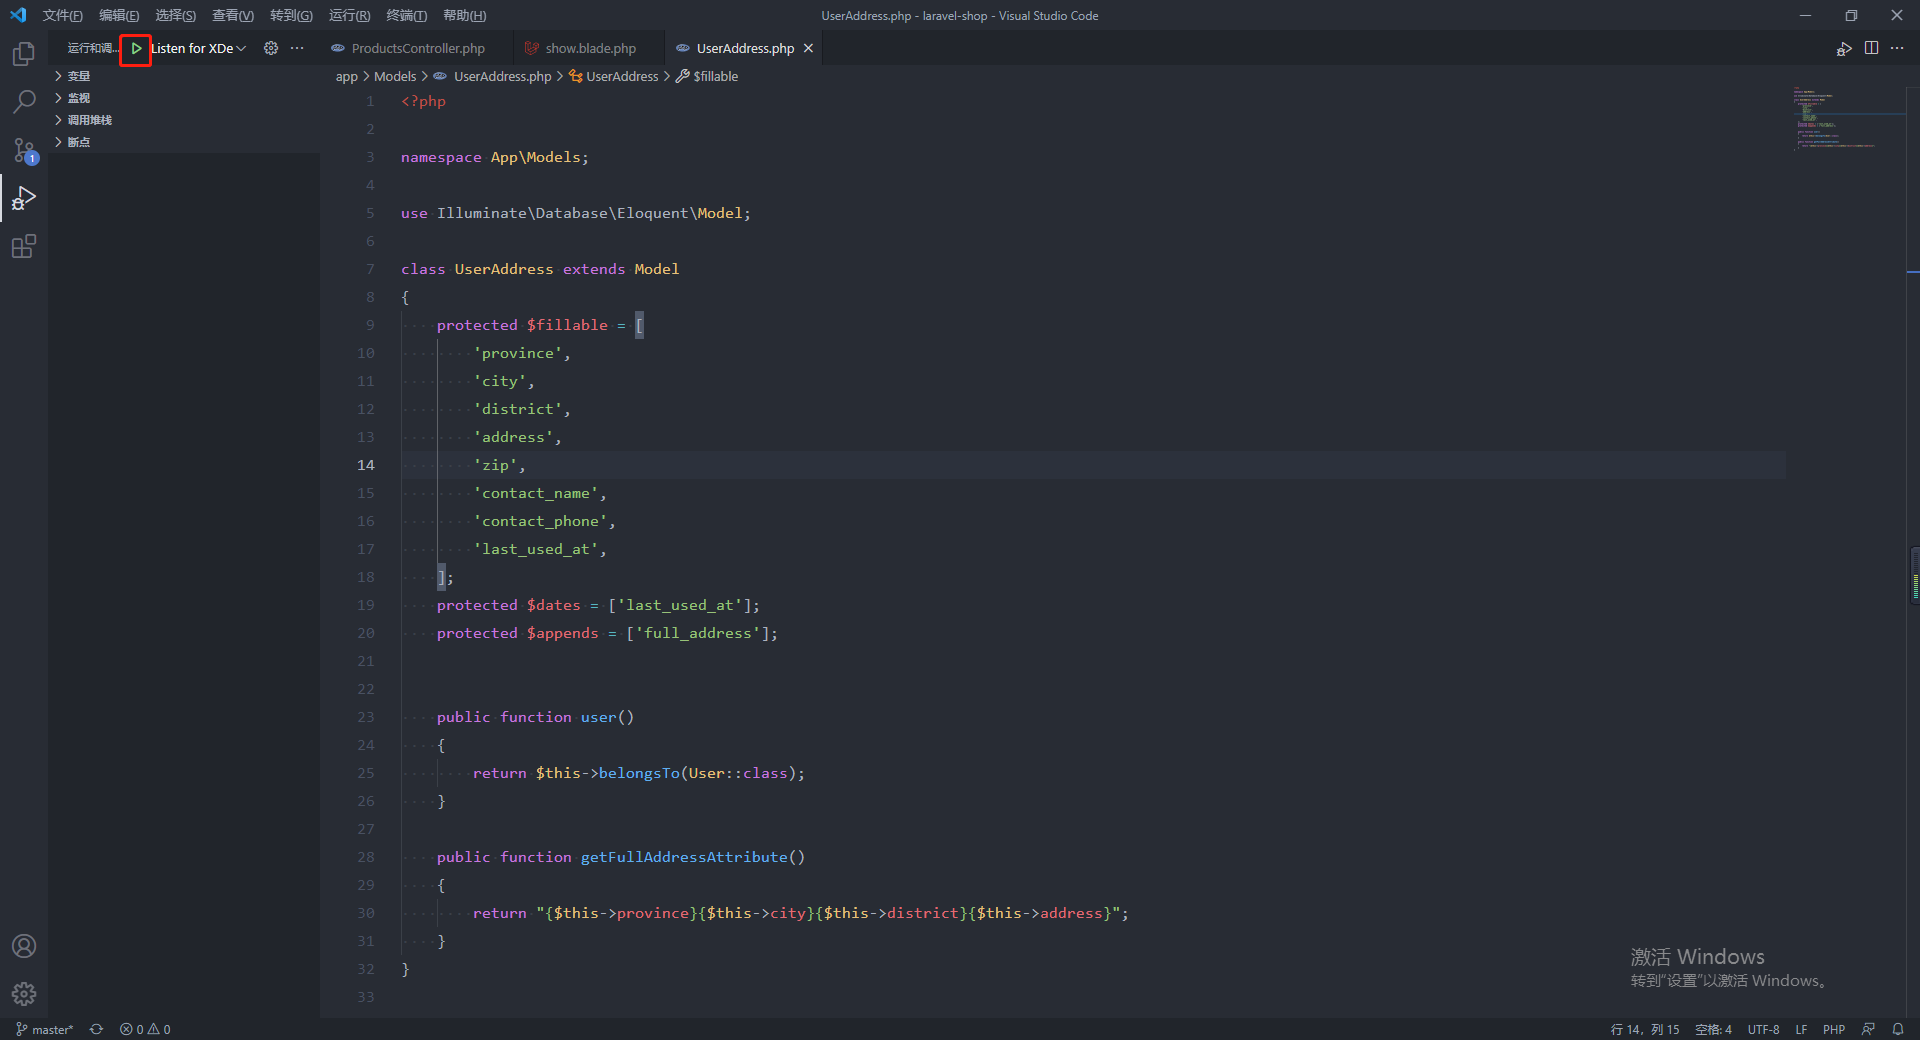 文件(F) 编辑(E) 选择(S) 查看(V) 转到(G) 运行(R) 终端(T) 帮助(H)
UserAddress.php - laravel-shop - Visual Studio Code
运行和调... Listen for XDe
ProductsController.php show.blade.php UserAddress.php
变量
监视
调用堆栈
断点
1
app > Models > UserAddress.php > UserAddress > $fillable
1 <?php
2
3 namespace App\Models;
4
5 use Illuminate\Database\Eloquent\Model;
6
7 class UserAddress extends Model
8 {
9 protected $fillable = [
10 'province',
11 'city',
12 'district',
13 'address',
14 'zip',
15 'contact_name',
16 'contact_phone',
17 'last_used_at',
18 ];
19 protected $dates = ['last_used_at'];
20 protected $appends = ['full_address'];
21
22
23 public function user()
24 {
25 return $this->belongsTo(User::class);
26 }
27
28 public function getFullAddressAttribute()
29 {
30 return "{$this->province}{$this->city}{$this->district}{$this->address}";
31 }
32 }
33
激活 Windows
转到"设置"以激活 Windows。
master* 0 0
行 14，列 15 空格: 4 UTF-8 LF PHP